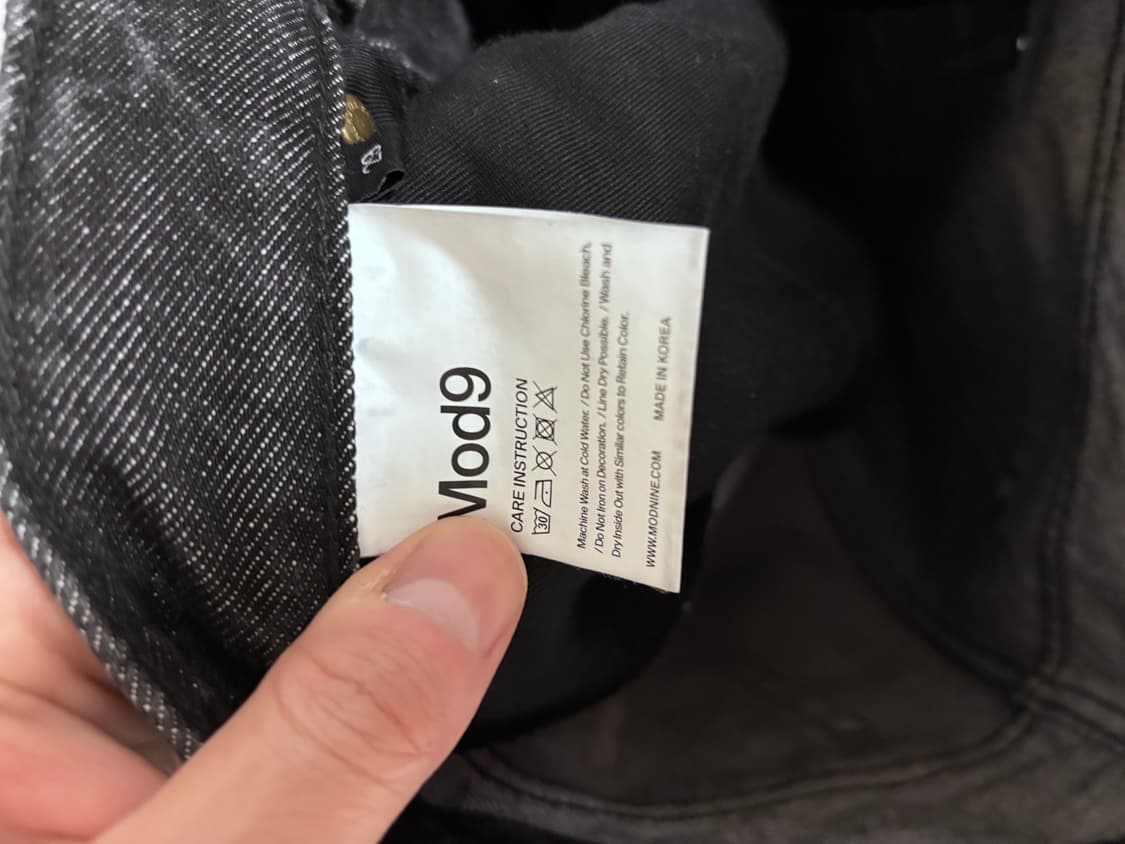 Mod9
CARE INSTRUCTION
30
Machine Wash at Cold Water. / Do Not Use Chlorine Bleach.
/ Do Not Iron on Decoration. / Line Dry Possible. / Wash and
Dry Inside Out with Similar colors to Retain Color.
WWW.MODNINE.COM MADE IN KOREA